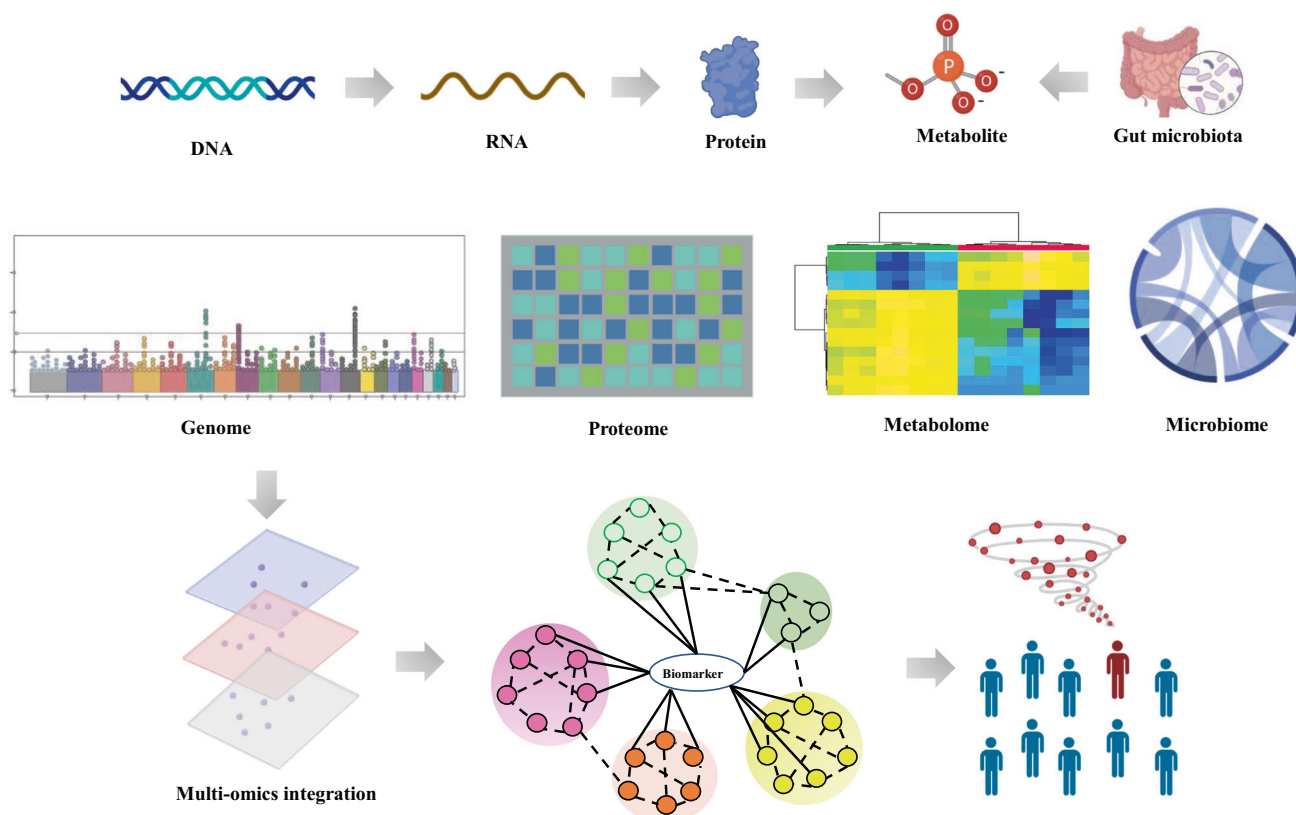 O
P
O
O
O
-
-
DNA
RNA
Protein
Metabolite
Gut microbiota
Genome
Proteome
Metabolome
Microbiome
Biomarker
Multi-omics integration